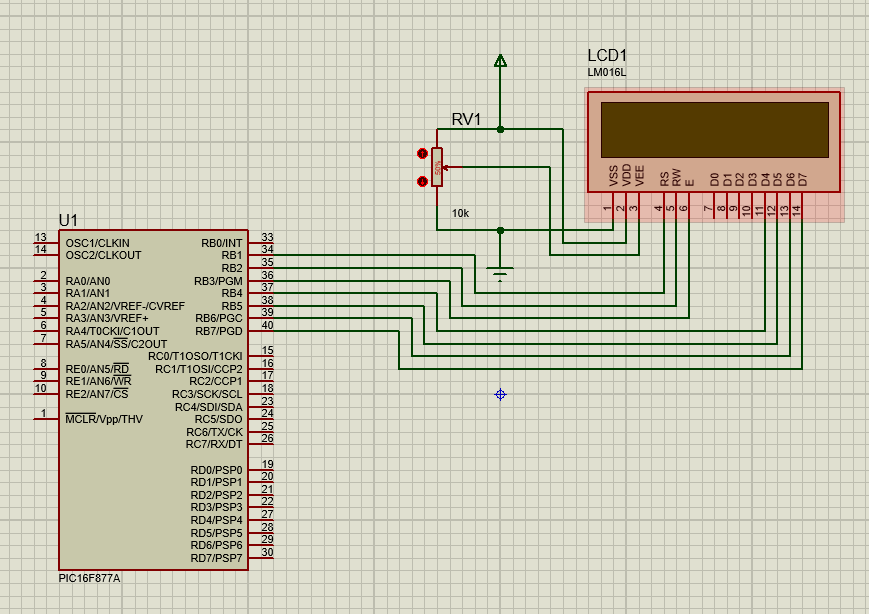 LCD1
LM016L
RV1
50%
10k
VSS
VDD
VEE
RS
RW
E
D0
D1
D2
D3
D4
D5
D6
D7
1
2
3
4
5
6
7
8
9
10
11
12
13
14
U1
13 OSC1/CLKIN RB0/INT 33
14 OSC2/CLKOUT RB1 34
RB2 35
2 RA0/AN0 RB3/PGM 36
3 RA1/AN1 RB4 37
4 RA2/AN2/VREF-/CVREF RB5 38
5 RA3/AN3/VREF+ RB6/PGC 39
6 RA4/T0CKI/C1OUT RB7/PGD 40
7 RA5/AN4/SS/C2OUT
RC0/T1OSO/T1CKI 15
8 RE0/AN5/RD RC1/T1OSI/CCP2 16
9 RE1/AN6/WR RC2/CCP1 17
10 RE2/AN7/CS RC3/SCK/SCL 18
RC4/SDI/SDA 23
1 MCLR/Vpp/THV RC5/SDO 24
RC6/TX/CK 25
RC7/RX/DT 26
RD0/PSP0 19
RD1/PSP1 20
RD2/PSP2 21
RD3/PSP3 22
RD4/PSP4 27
RD5/PSP5 28
RD6/PSP6 29
RD7/PSP7 30
PIC16F877A